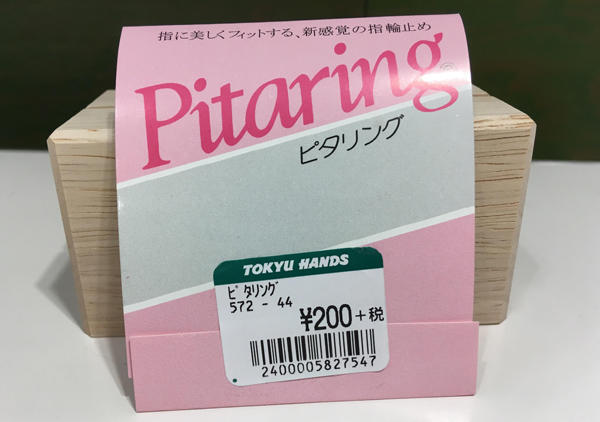 指に美しくフィットする、新感覚の指輪止め
Pitaring®
ピタリング
TOKYU HANDS
ピタリング
572 - 44
¥200+税
2400005827547